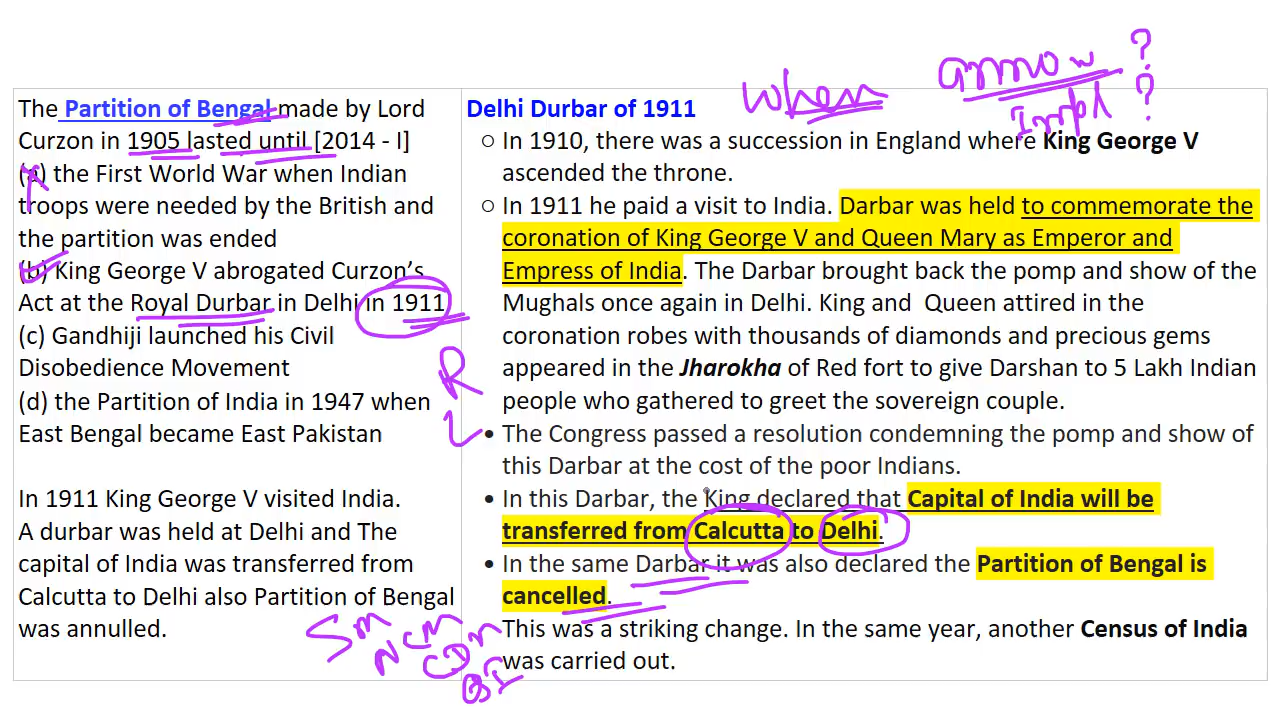 when
annow ?
Imph ?
The Partition of Bengal made by Lord
Curzon in 1905 lasted until [2014 - I]
(a) the First World War when Indian
troops were needed by the British and
the partition was ended
(b) King George V abrogated Curzon's
Act at the Royal Durbar in Delhi in 1911
(c) Gandhiji launched his Civil
Disobedience Movement
(d) the Partition of India in 1947 when
East Bengal became East Pakistan
In 1911 King George V visited India.
A durbar was held at Delhi and The
capital of India was transferred from
Calcutta to Delhi also Partition of Bengal
was annulled.
R
L
SM
NCM
CDM
QI
Delhi Durbar of 1911
○ In 1910, there was a succession in England where King George V
ascended the throne.
○ In 1911 he paid a visit to India. Darbar was held to commemorate the
coronation of King George V and Queen Mary as Emperor and
Empress of India. The Darbar brought back the pomp and show of the
Mughals once again in Delhi. King and Queen attired in the
coronation robes with thousands of diamonds and precious gems
appeared in the Jharokha of Red fort to give Darshan to 5 Lakh Indian
people who gathered to greet the sovereign couple.
• The Congress passed a resolution condemning the pomp and show of
this Darbar at the cost of the poor Indians.
• In this Darbar, the King declared that Capital of India will be
transferred from Calcutta to Delhi.
• In the same Darbar it was also declared the Partition of Bengal is
cancelled.
This was a striking change. In the same year, another Census of India
was carried out.